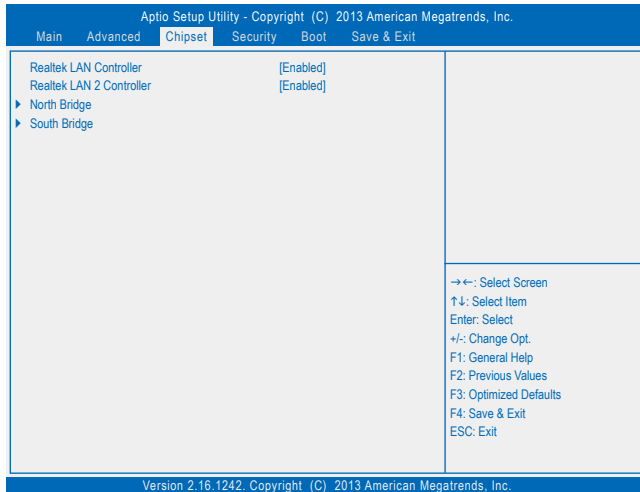 Aptio Setup Utility - Copyright (C) 2013 American Megatrends, Inc.
Main Advanced Chipset Security Boot Save & Exit
Realtek LAN Controller [Enabled]
Realtek LAN 2 Controller [Enabled]
North Bridge
South Bridge
→←: Select Screen
↑↓: Select Item
Enter: Select
+/-: Change Opt.
F1: General Help
F2: Previous Values
F3: Optimized Defaults
F4: Save & Exit
ESC: Exit
Version 2.16.1242. Copyright (C) 2013 American Megatrends, Inc.